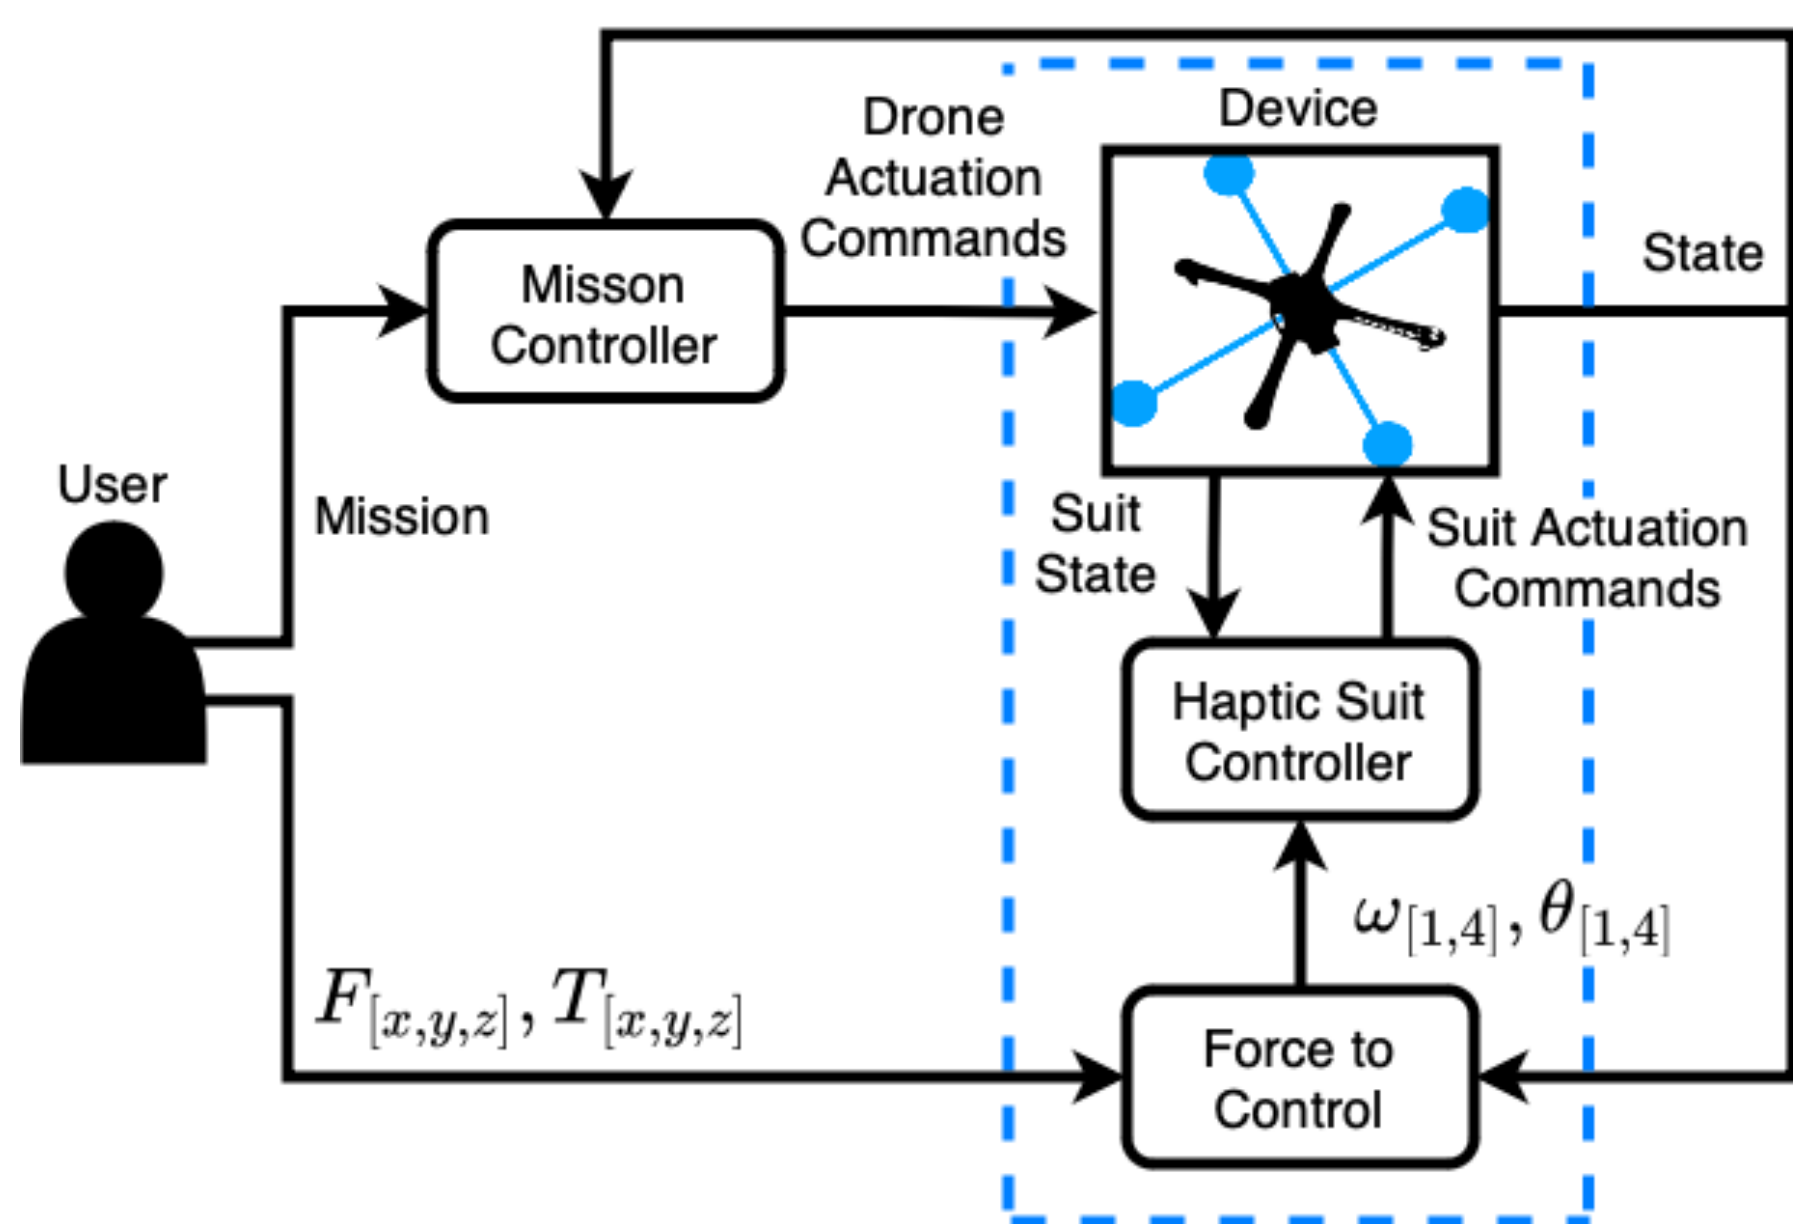 Device
Drone
Actuation
Commands
State
Misson
Controller
User
Mission
Suit
State
Suit Actuation
Commands
Haptic Suit
Controller
ω[1,4], θ[1,4]
F[x,y,z], T[x,y,z]
Force to
Control